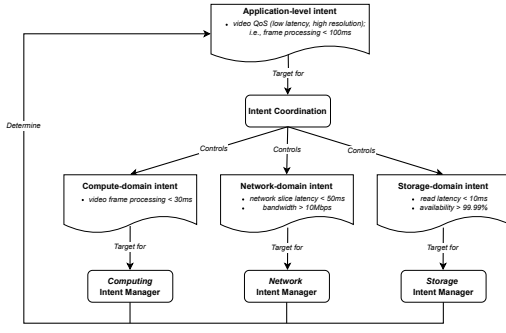 Application-level intent
• video QoS (low latency, high resolution);
i.e., frame processing < 100ms
Target for
Determine
Intent Coordination
Controls
Controls
Controls
Compute-domain intent
• video frame processing < 30ms
Network-domain intent
• network slice latency < 50ms
• bandwidth > 10Mbps
Storage-domain intent
• read latency < 10ms
• availability > 99.99%
Target for
Target for
Target for
Computing
Intent Manager
Network
Intent Manager
Storage
Intent Manager